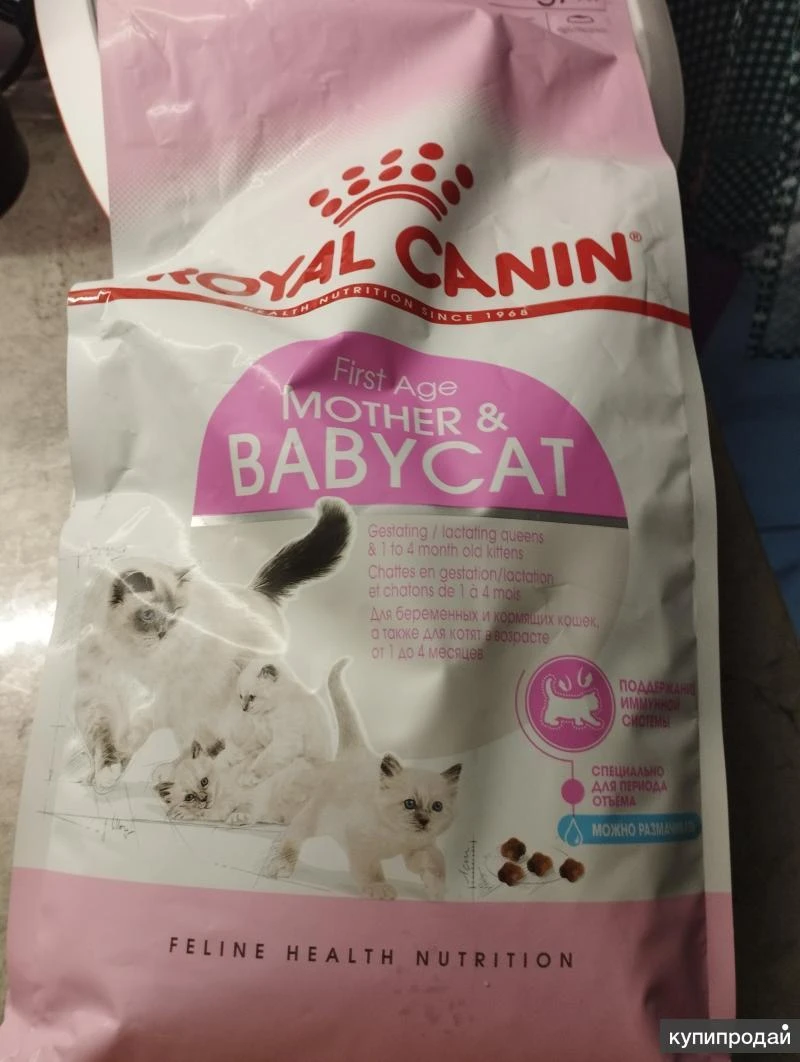 ROYAL CANIN®
HEALTH NUTRITION SINCE 1968
First Age
MOTHER &
BABYCAT
Gestating / lactating queens
& 1 to 4 month old kittens
Chattes en gestation/lactation
et chatons de 1 à 4 mois
Для беременных и кормящих кошек,
а также для котят в возрасте
от 1 до 4 месяцев
ПОДДЕРЖАНИЕ
ИММУННОЙ
СИСТЕМЫ
СПЕЦИАЛЬНО
ДЛЯ ПЕРИОДА
ОТЪЕМА
МОЖНО РАЗМАЧИВАТЬ
FELINE HEALTH NUTRITION
купипродай